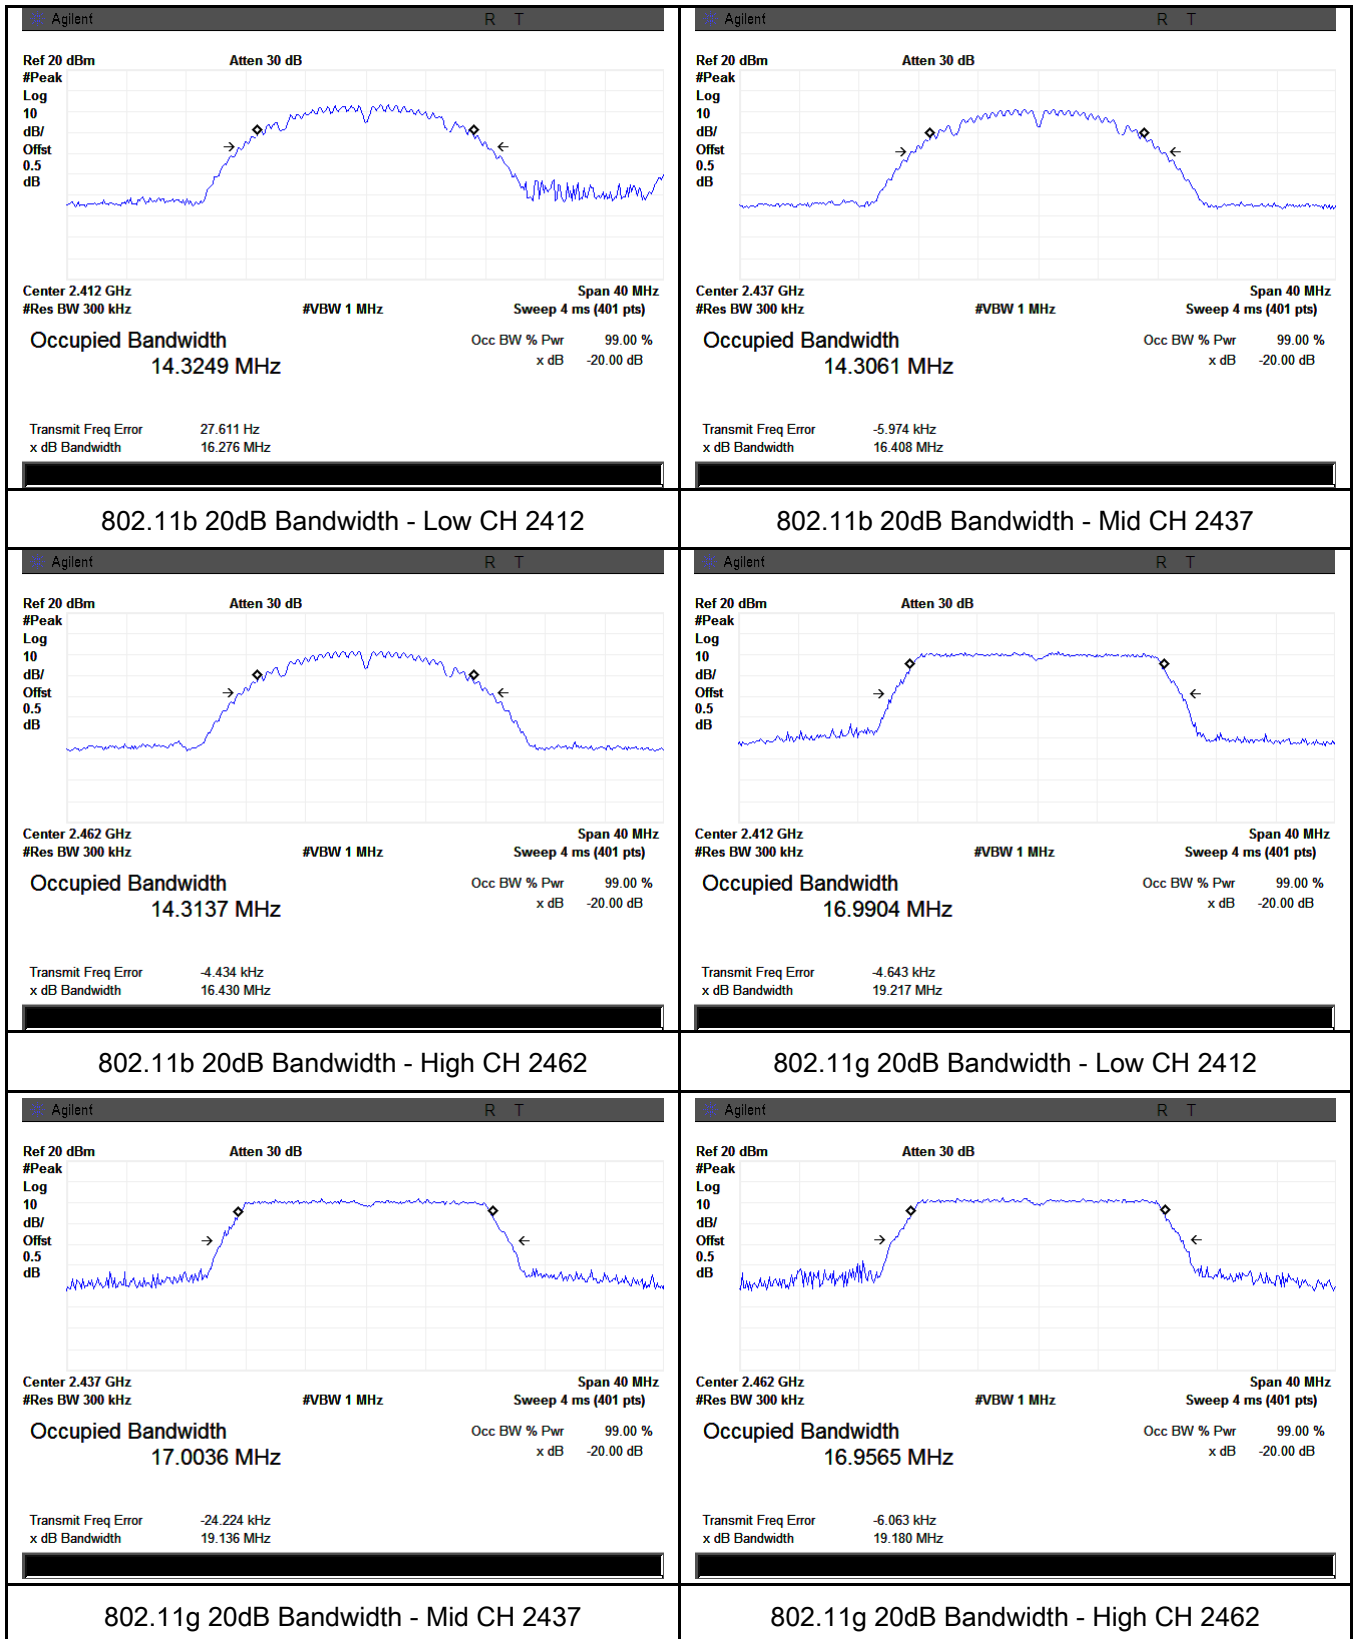 Agilent R T
Ref 20 dBm Atten 30 dB
#Peak
Log
10
dB/
Offst
0.5
dB
Center 2.412 GHz Span 40 MHz
#Res BW 300 kHz #VBW 1 MHz Sweep 4 ms (401 pts)
Occupied Bandwidth Occ BW % Pwr 99.00 %
14.3249 MHz x dB -20.00 dB
Transmit Freq Error 27.611 Hz
x dB Bandwidth 16.276 MHz
802.11b 20dB Bandwidth - Low CH 2412
Agilent R T
Ref 20 dBm Atten 30 dB
#Peak
Log
10
dB/
Offst
0.5
dB
Center 2.437 GHz Span 40 MHz
#Res BW 300 kHz #VBW 1 MHz Sweep 4 ms (401 pts)
Occupied Bandwidth Occ BW % Pwr 99.00 %
14.3061 MHz x dB -20.00 dB
Transmit Freq Error -5.974 kHz
x dB Bandwidth 16.408 MHz
802.11b 20dB Bandwidth - Mid CH 2437
Agilent R T
Ref 20 dBm Atten 30 dB
#Peak
Log
10
dB/
Offst
0.5
dB
Center 2.462 GHz Span 40 MHz
#Res BW 300 kHz #VBW 1 MHz Sweep 4 ms (401 pts)
Occupied Bandwidth Occ BW % Pwr 99.00 %
14.3137 MHz x dB -20.00 dB
Transmit Freq Error -4.434 kHz
x dB Bandwidth 16.430 MHz
802.11b 20dB Bandwidth - High CH 2462
Agilent R T
Ref 20 dBm Atten 30 dB
#Peak
Log
10
dB/
Offst
0.5
dB
Center 2.412 GHz Span 40 MHz
#Res BW 300 kHz #VBW 1 MHz Sweep 4 ms (401 pts)
Occupied Bandwidth Occ BW % Pwr 99.00 %
16.9904 MHz x dB -20.00 dB
Transmit Freq Error -4.643 kHz
x dB Bandwidth 19.217 MHz
802.11g 20dB Bandwidth - Low CH 2412
Agilent R T
Ref 20 dBm Atten 30 dB
#Peak
Log
10
dB/
Offst
0.5
dB
Center 2.437 GHz Span 40 MHz
#Res BW 300 kHz #VBW 1 MHz Sweep 4 ms (401 pts)
Occupied Bandwidth Occ BW % Pwr 99.00 %
17.0036 MHz x dB -20.00 dB
Transmit Freq Error -24.224 kHz
x dB Bandwidth 19.136 MHz
802.11g 20dB Bandwidth - Mid CH 2437
Agilent R T
Ref 20 dBm Atten 30 dB
#Peak
Log
10
dB/
Offst
0.5
dB
Center 2.462 GHz Span 40 MHz
#Res BW 300 kHz #VBW 1 MHz Sweep 4 ms (401 pts)
Occupied Bandwidth Occ BW % Pwr 99.00 %
16.9565 MHz x dB -20.00 dB
Transmit Freq Error -6.063 kHz
x dB Bandwidth 19.180 MHz
802.11g 20dB Bandwidth - High CH 2462